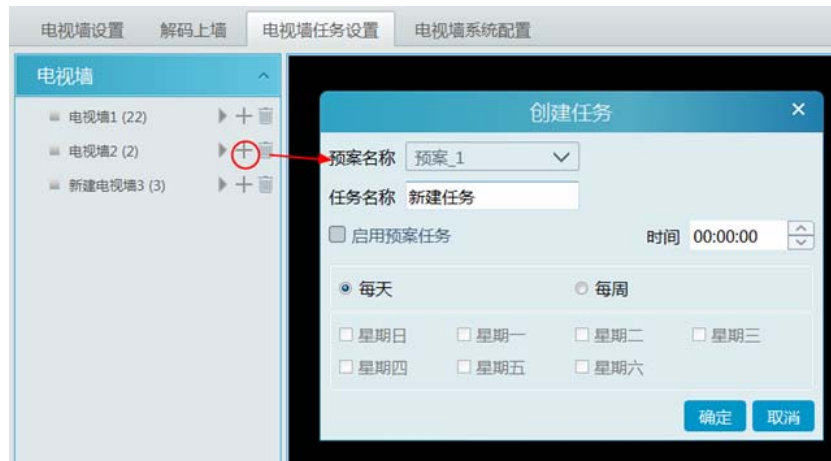 电视墙设置 解码上墙 电视墙任务设置 电视墙系统配置
电视墙
电视墙1 (22)
电视墙2 (2)
新建电视墙3 (3)
创建任务
预案名称 预案_1
任务名称 新建任务
启用预案任务 时间 00:00:00
每天 每周
星期日 星期一 星期二 星期三
星期四 星期五 星期六
确定 取消